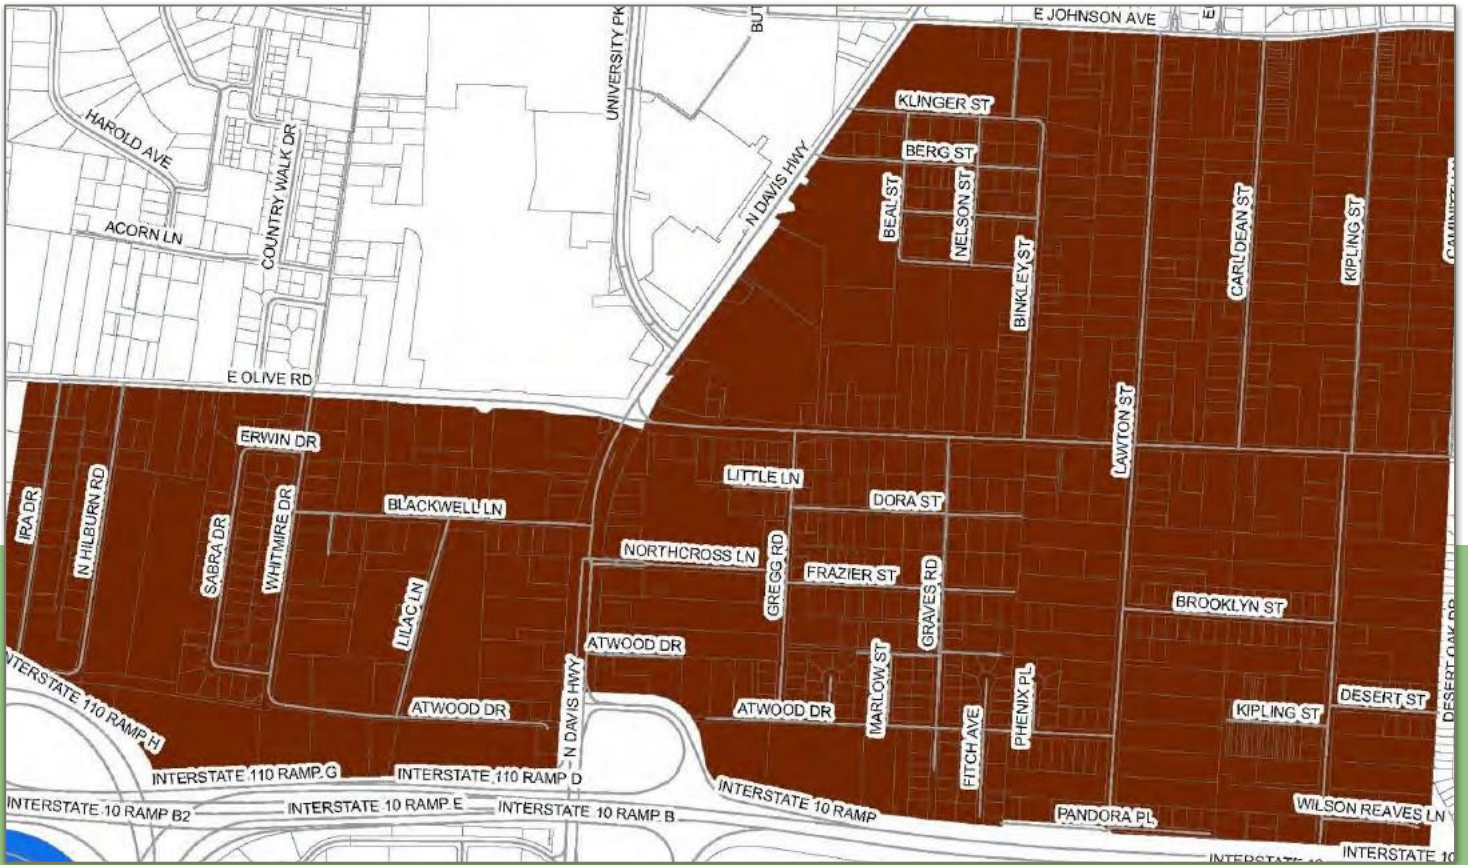 E JOHNSON AVE
UNIVERSITY PK
BUT
KLINGER ST
HAROLD AVE
COUNTRY WALK DR
BERG ST
N DAVIS HWY
BEAL ST
NELSON ST
CARL DEAN ST
KIPLING ST
ACORN LN
BINKLEY ST
E OLIVE RD
LAWTON ST
ERWIN DR
LITTLE LN
DORA ST
IRA DR
N HILBURN RD
SABRA DR
WHITMIRE DR
BLACKWELL LN
NORTHCROSS LN
GREGG RD
FRAZIER ST
GRAVES RD
LILAC LN
BROOKLYN ST
ATWOOD DR
MARLOW ST
PHENIX PL
DESERT OAK DR
DESERT ST
INTERSTATE 110 RAMP H
ATWOOD DR
N DAVIS HWY
ATWOOD DR
FITCH AVE
KIPLING ST
INTERSTATE 110 RAMP G
INTERSTATE 110 RAMP D
INTERSTATE 10 RAMP
INTERSTATE 10 RAMP B2
INTERSTATE 10 RAMP E
INTERSTATE 10 RAMP B
PANDORA PL
WILSON REAVES LN
INTERSTATE 10
INTERSTATE 10